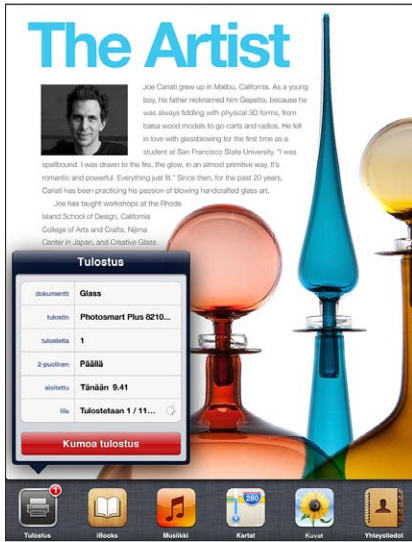 The Artist
Joe Cariati grew up in Malibu, California. As a young
boy, his father nicknamed him Gepetto, because he
was always fiddling with physical 3D forms, from
balsa wood models to go-carts and radios. He fell
in love with glassblowing for the first time as a
student at San Francisco State University. "I was
spellbound. I was drawn to the fire, the glow, in an almost primitive way. It's
romantic and powerful. Everything just fit." Since then, for the past 20 years,
Cariati has been practicing his passion of blowing handcrafted glass art.
Joe has taught workshops at the Rhode
Island School of Design, California
College of Arts and Crafts, Nijima
Center in Japan, and Creative Glass
Tulostus
dokumentti Glass
tulostin Photosmart Plus 8210...
tulosteita 1
2-puolinen Päällä
aloitettu Tänään 9.41
tila Tulostetaan 1 / 11...
Kumoa tulostus
1
280
Tulostus iBooks Musiikki Kartat Kuvat Yhteystiedot